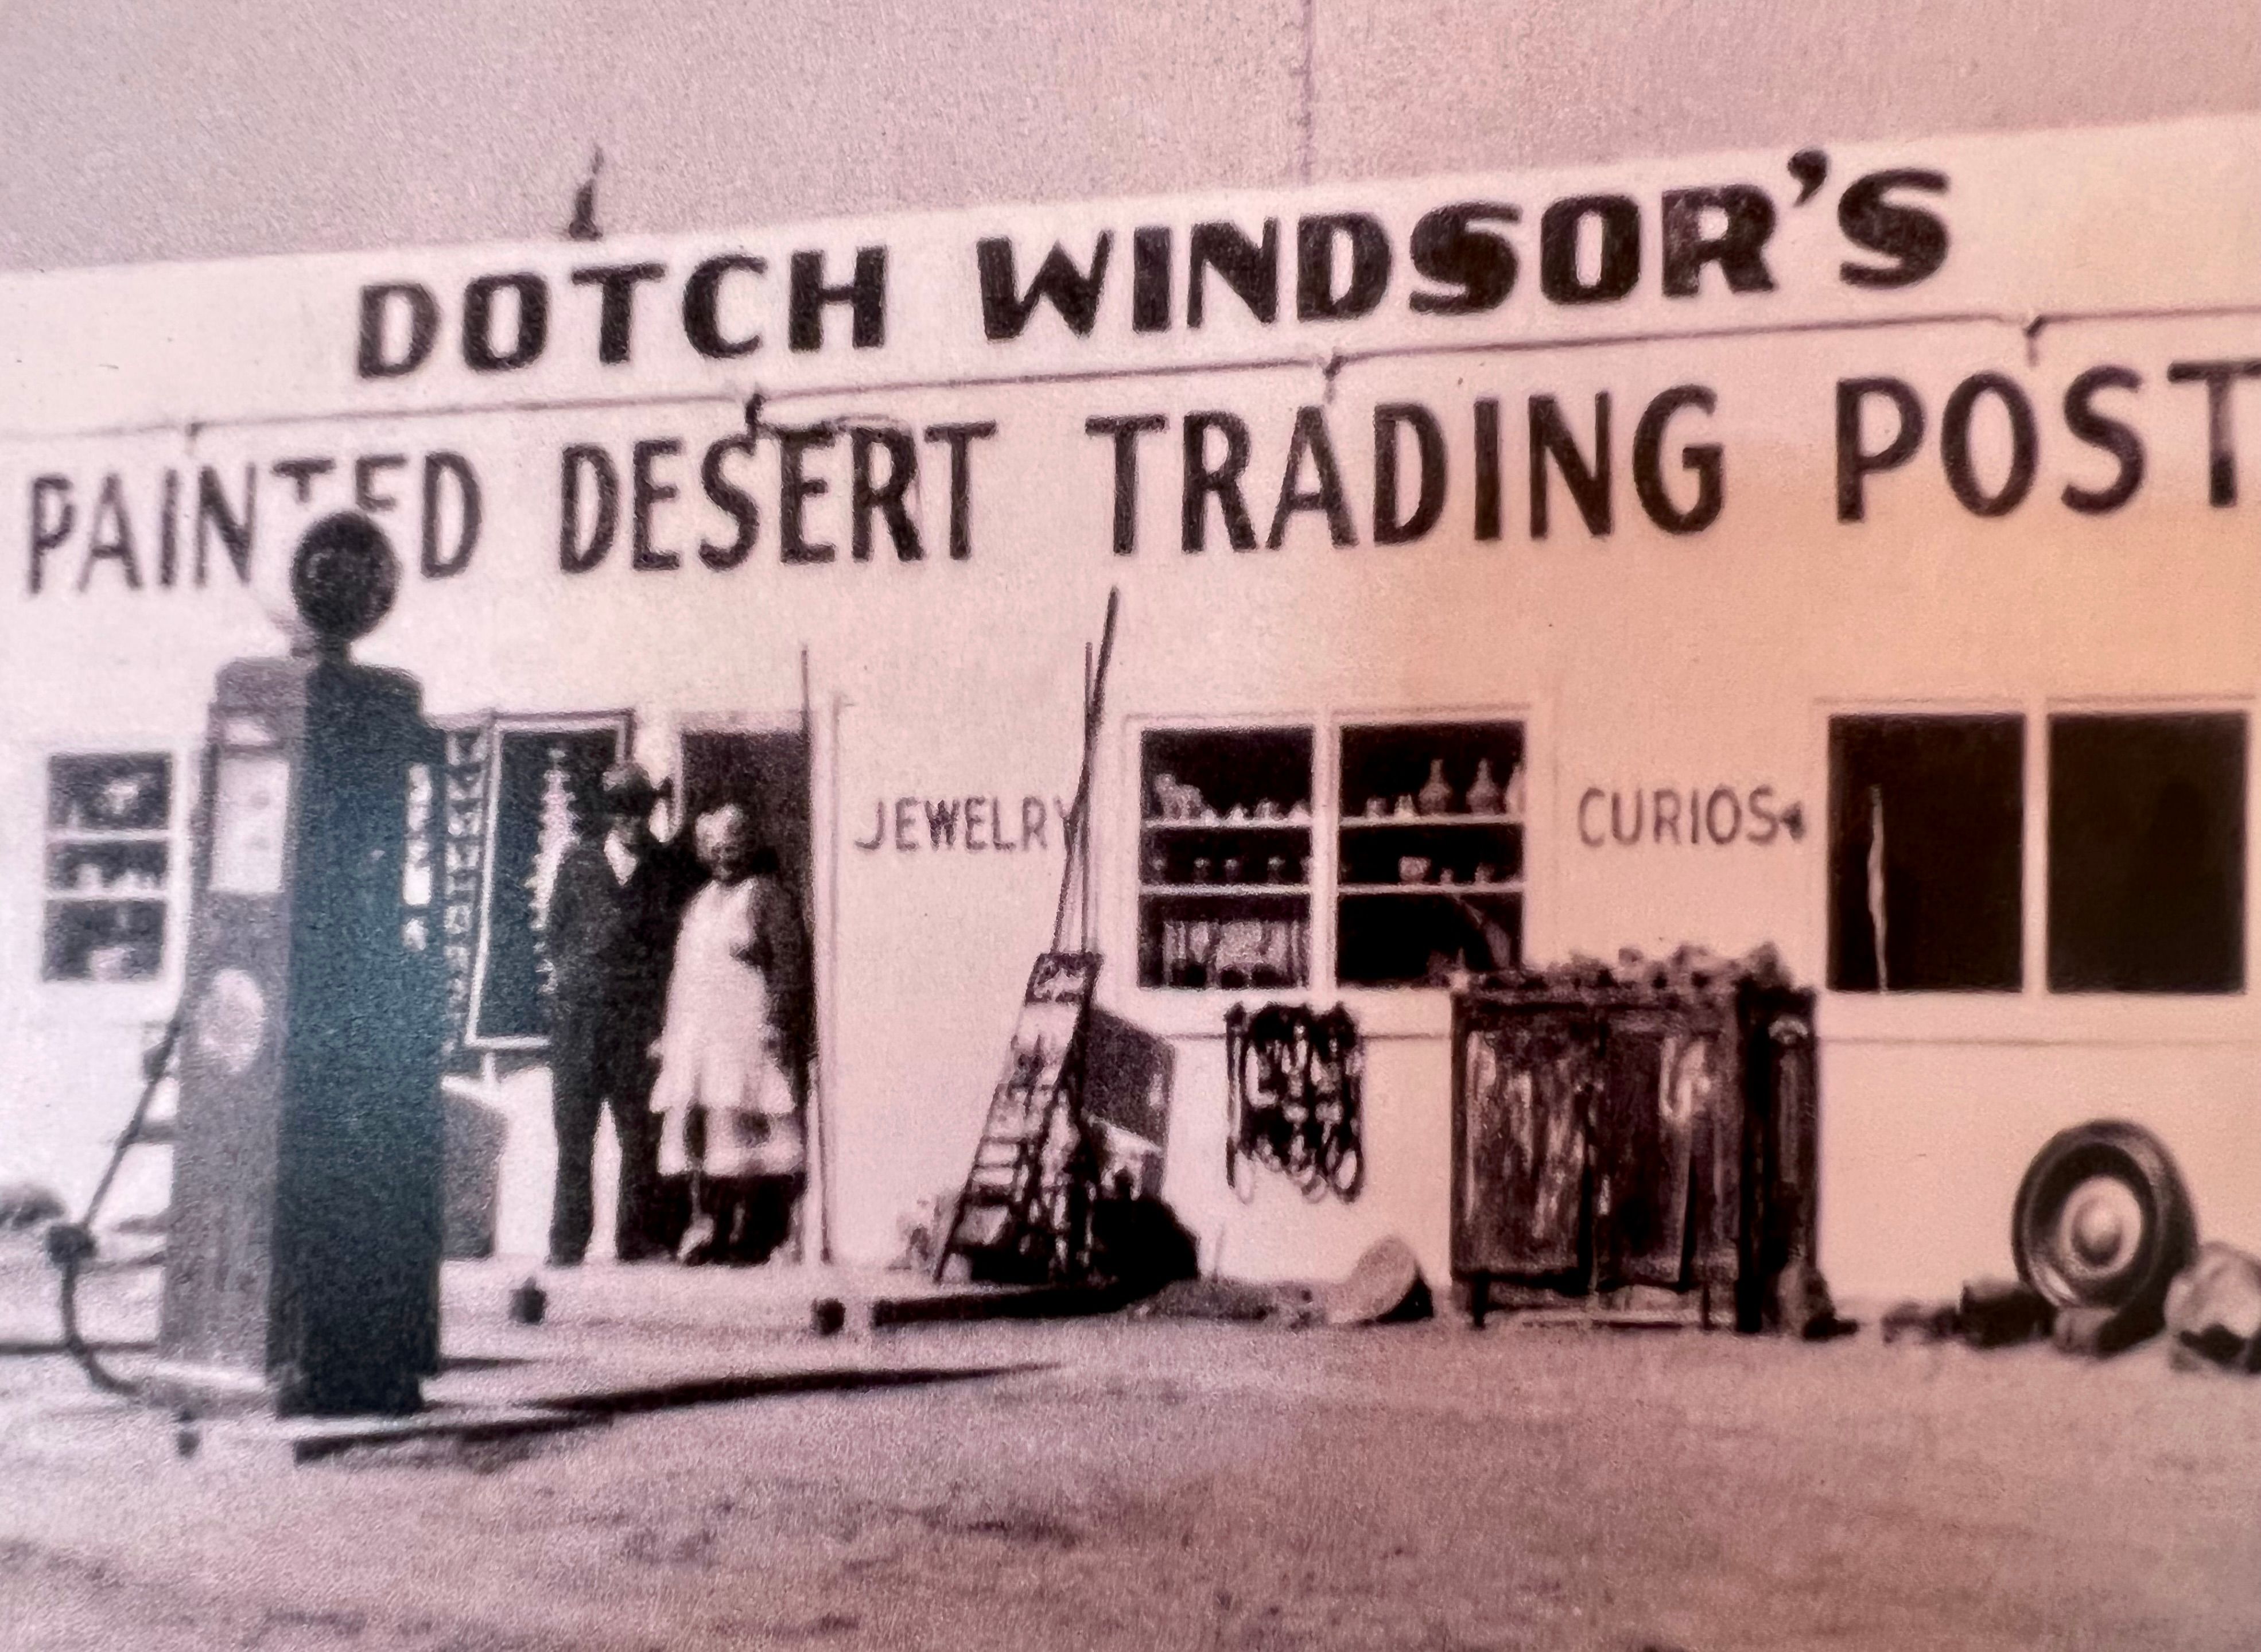 DOTCH WINDSOR'S
PAINTED DESERT TRADING POST
JEWELRY
CURIOS